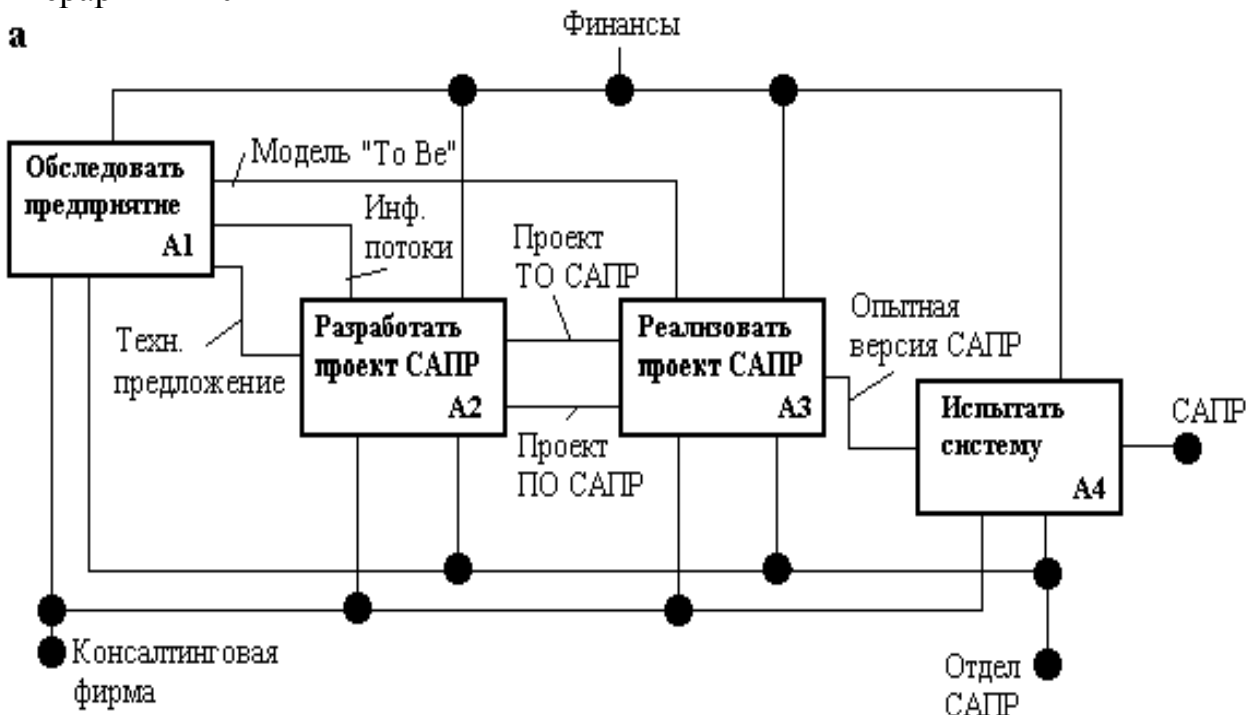 а
Финансы
Обследовать
предприятие
А1
Модель "To Be"
Инф.
потоки
Техн.
предложение
Разработать
проект САПР
А2
Проект
ТО САПР
Проект
ПО САПР
Реализовать
проект САПР
А3
Опытная
версия САПР
Испытать
систему
А4
САПР
Консалтинговая
фирма
Отдел
САПР